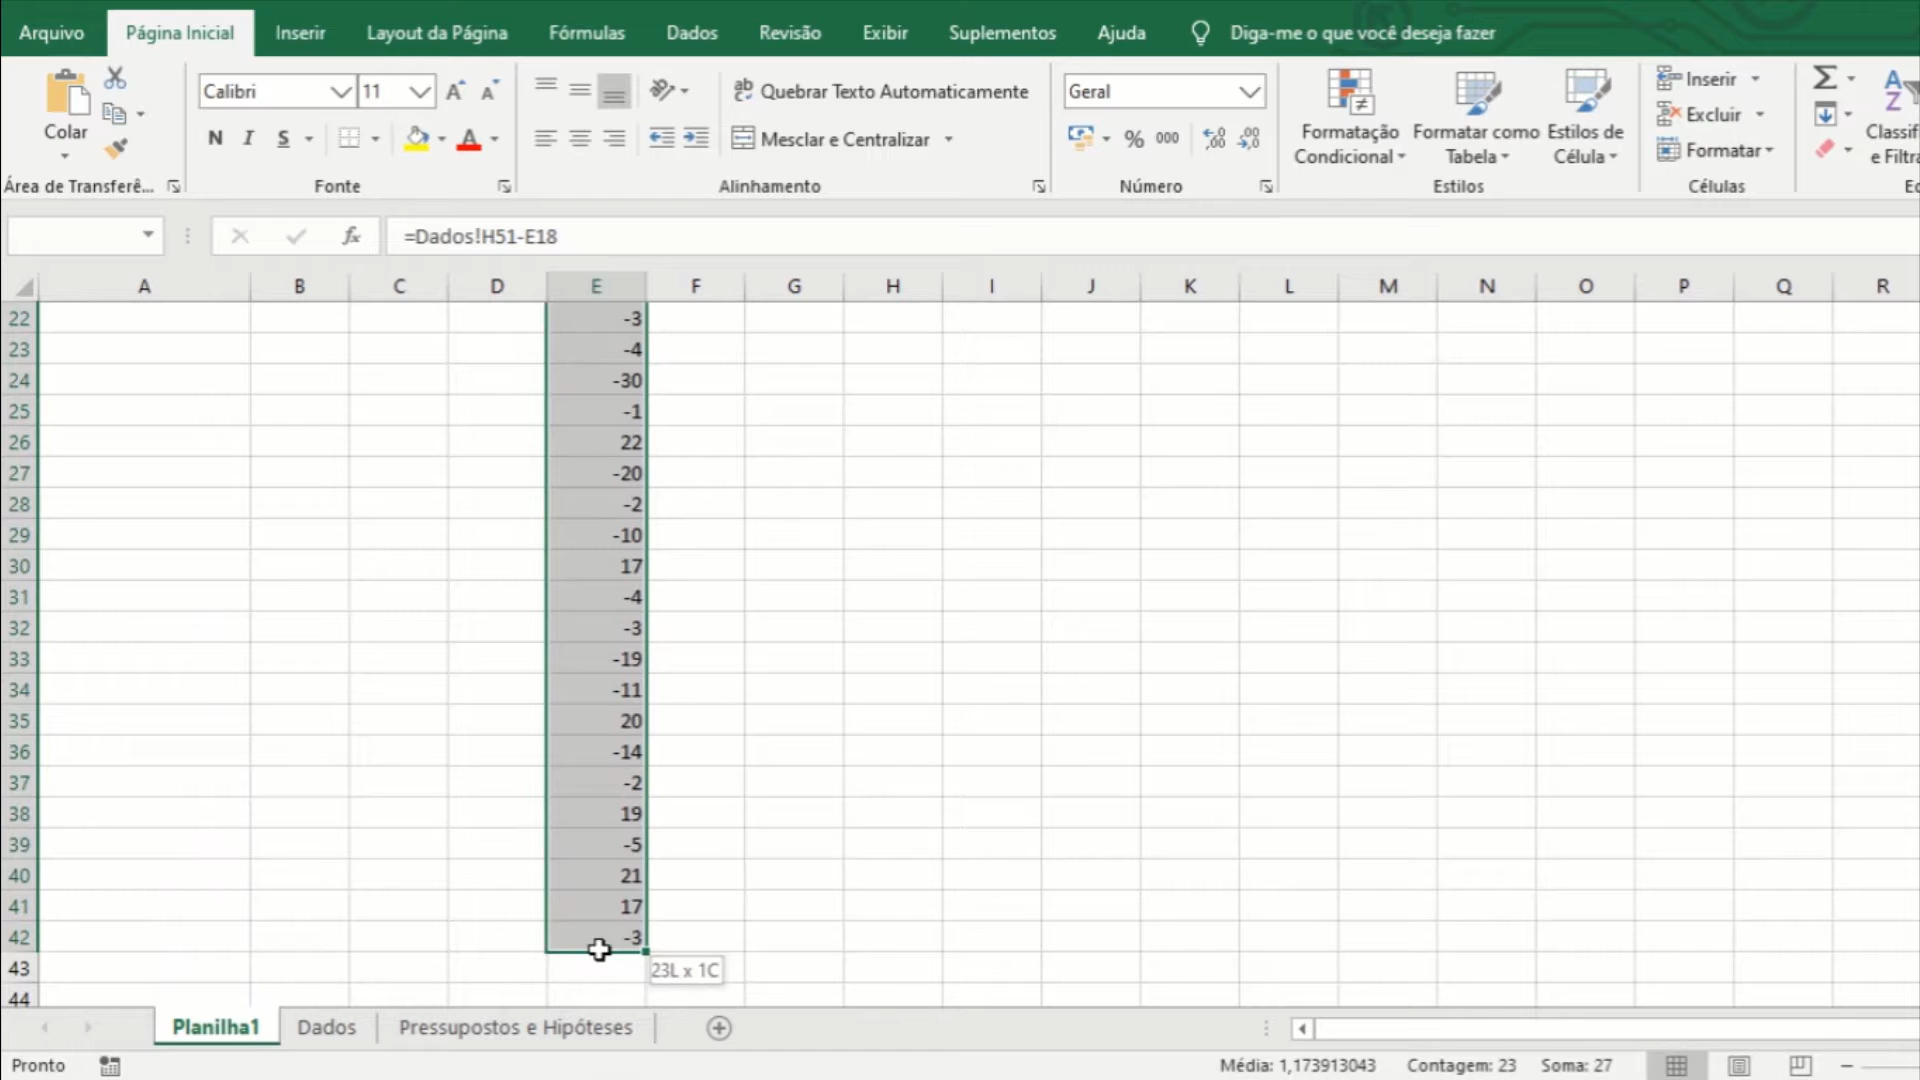 Arquivo Página Inicial Inserir Layout da Página Fórmulas Dados Revisão Exibir Suplementos Ajuda Diga-me o que você deseja fazer
Calibri 11 Quebrar Texto Automaticamente Geral Inserir
Colar N I S A Mesclar e Centralizar % 000 Formatação Condicional Formatar como Tabela Estilos de Célula Excluir
Formatar
Área de Transferê... Fonte Alinhamento Número Estilos Células
fx =Dados!H51-E18
A B C D E F G H I J K L M N O P Q R
22 -3
23 -4
24 -30
25 -1
26 22
27 -20
28 -2
29 -10
30 17
31 -4
32 -3
33 -19
34 -11
35 20
36 -14
37 -2
38 19
39 -5
40 21
41 17
42 -3
43 23L x 1C
44
Planilha1 Dados Pressupostos e Hipóteses
Pronto Média: 1,173913043 Contagem: 23 Soma: 27